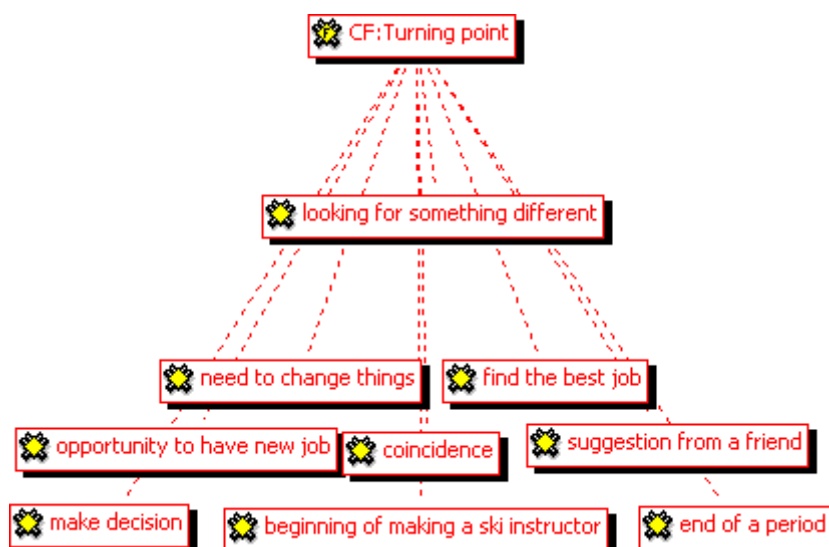 CF:Turning point
looking for something different
need to change things
find the best job
opportunity to have new job
coincidence
suggestion from a friend
make decision
beginning of making a ski instructor
end of a period